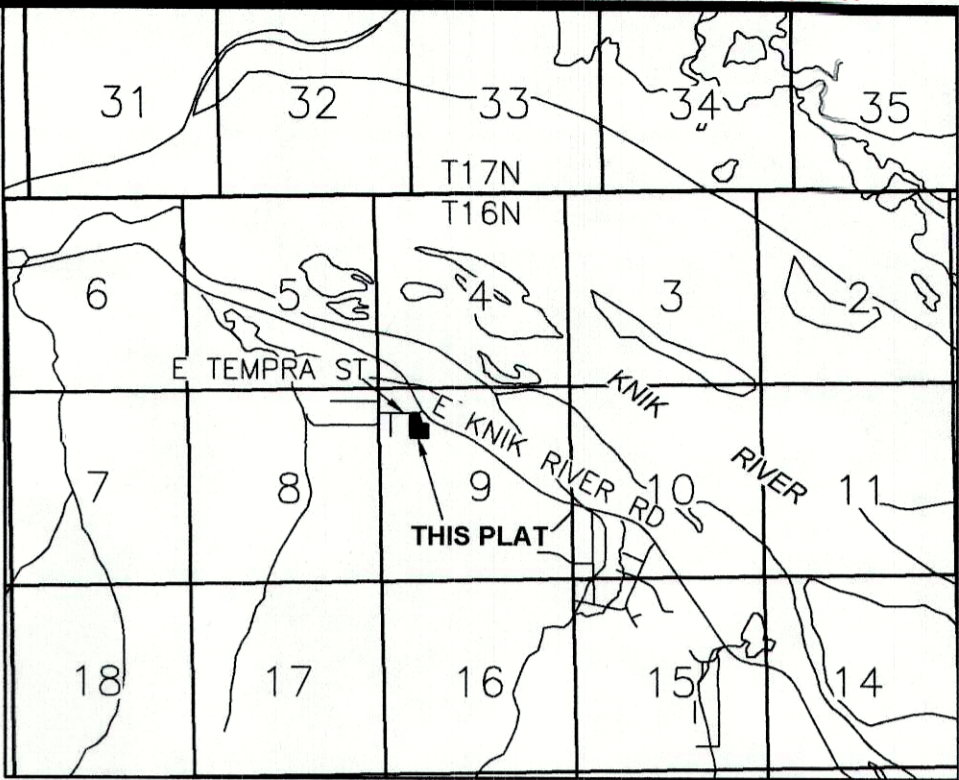 31 32 33 34 35
T17N
T16N
6 5 4 3 2
E TEMPRA ST
KNIK
RIVER
E KNIK RIVER RD
7 8 9 10 11
THIS PLAT
18 17 16 15 14